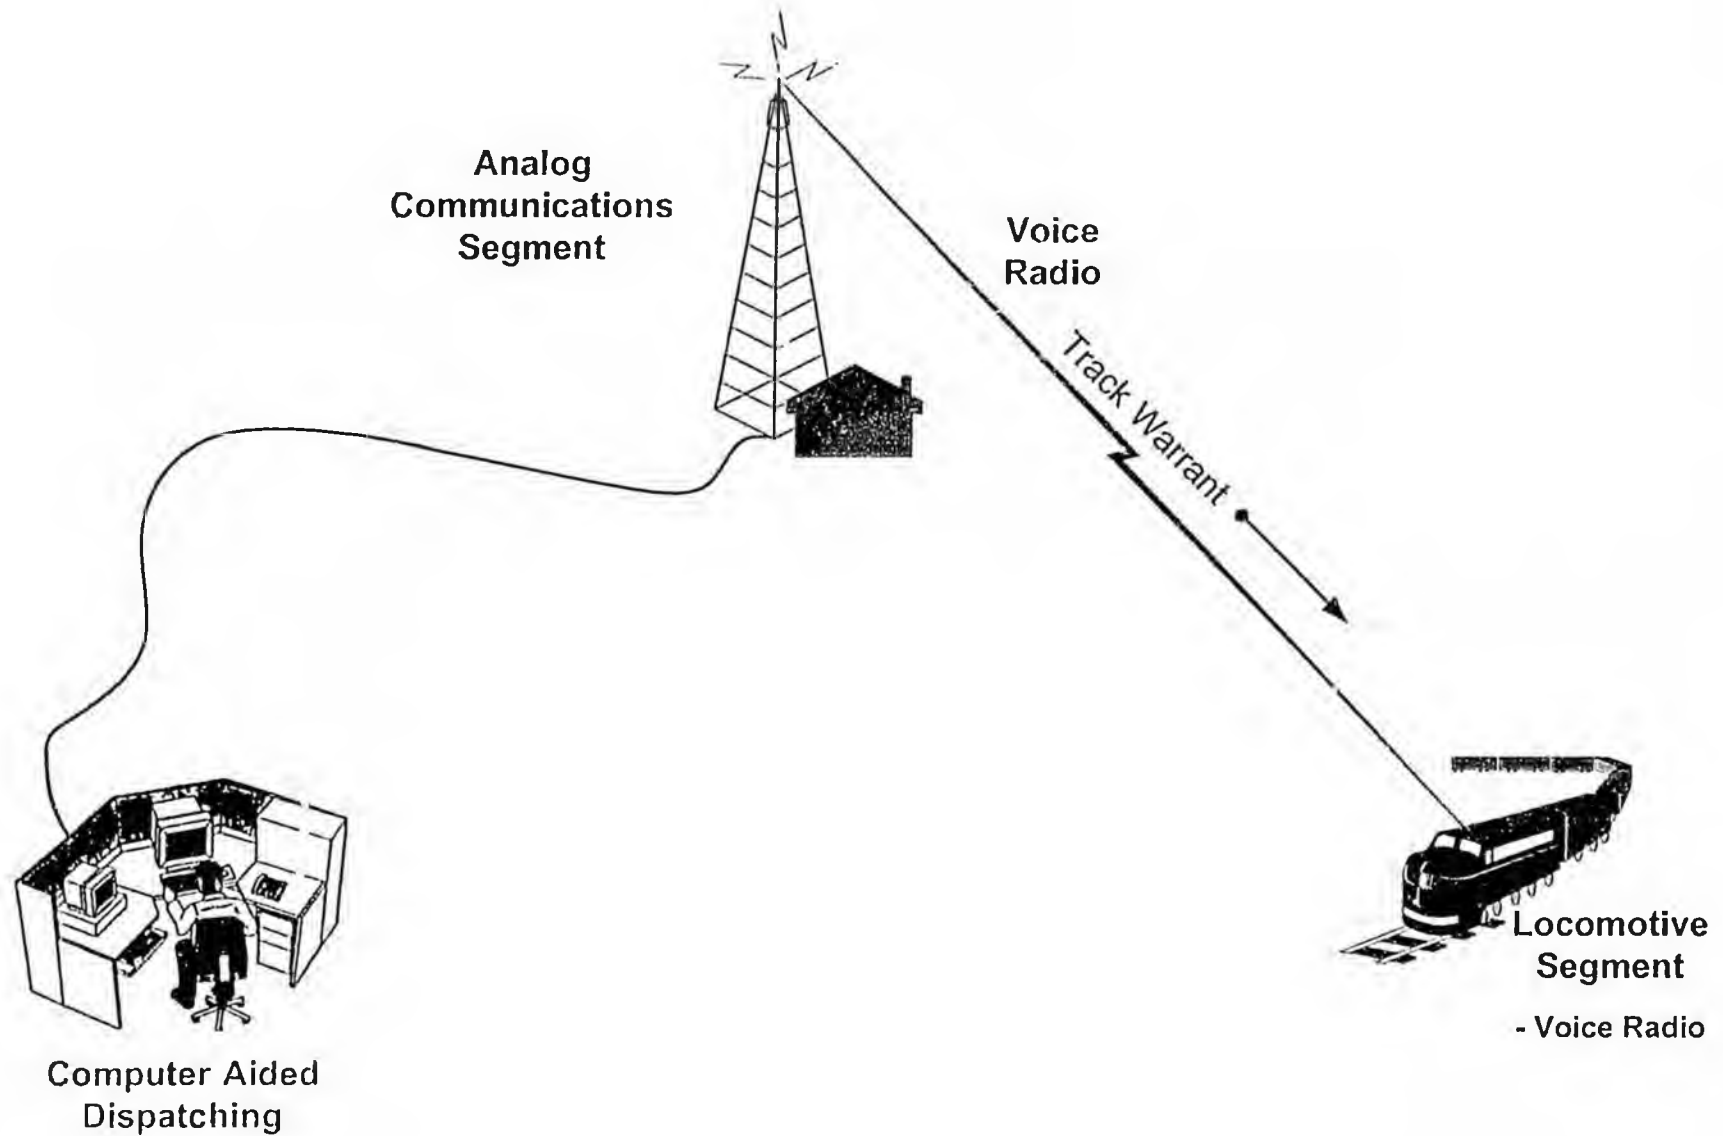 Analog
Communications
Segment
Voice
Radio
Track Warrant
Locomotive
Segment
- Voice Radio
Computer Aided
Dispatching